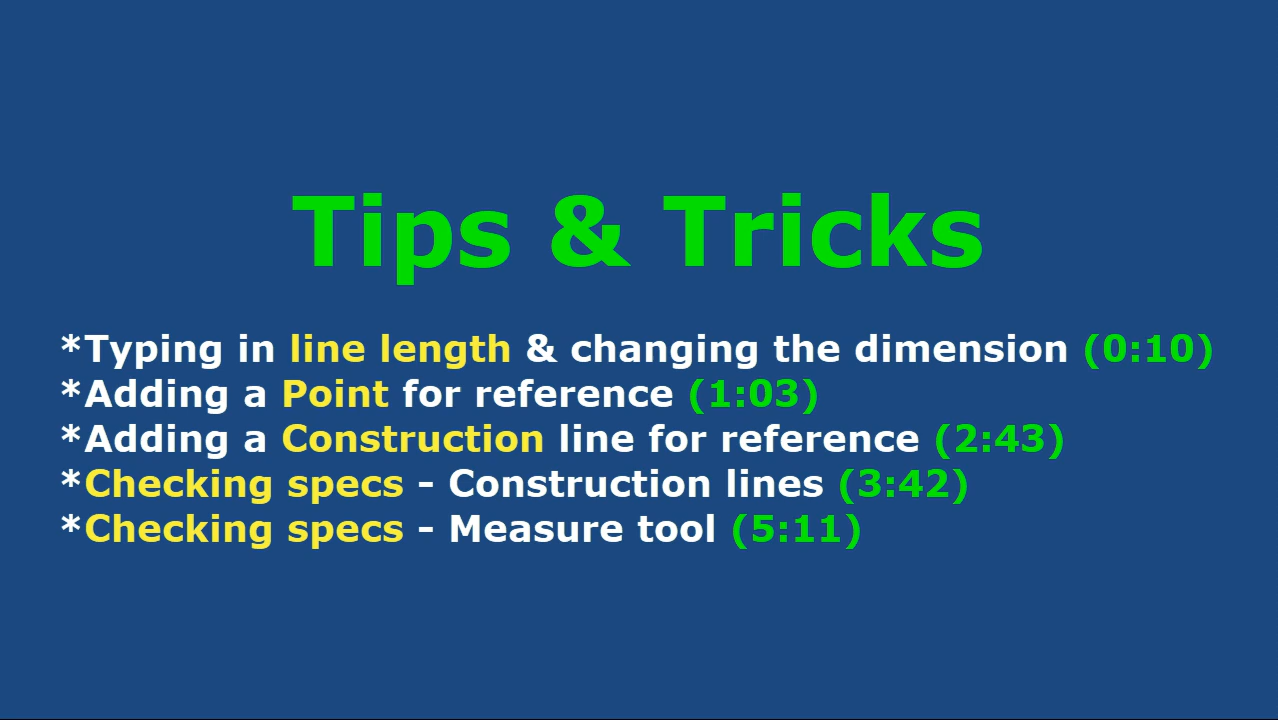 Tips & Tricks
*Typing in line length & changing the dimension (0:10)
*Adding a Point for reference (1:03)
*Adding a Construction line for reference (2:43)
*Checking specs - Construction lines (3:42)
*Checking specs - Measure tool (5:11)